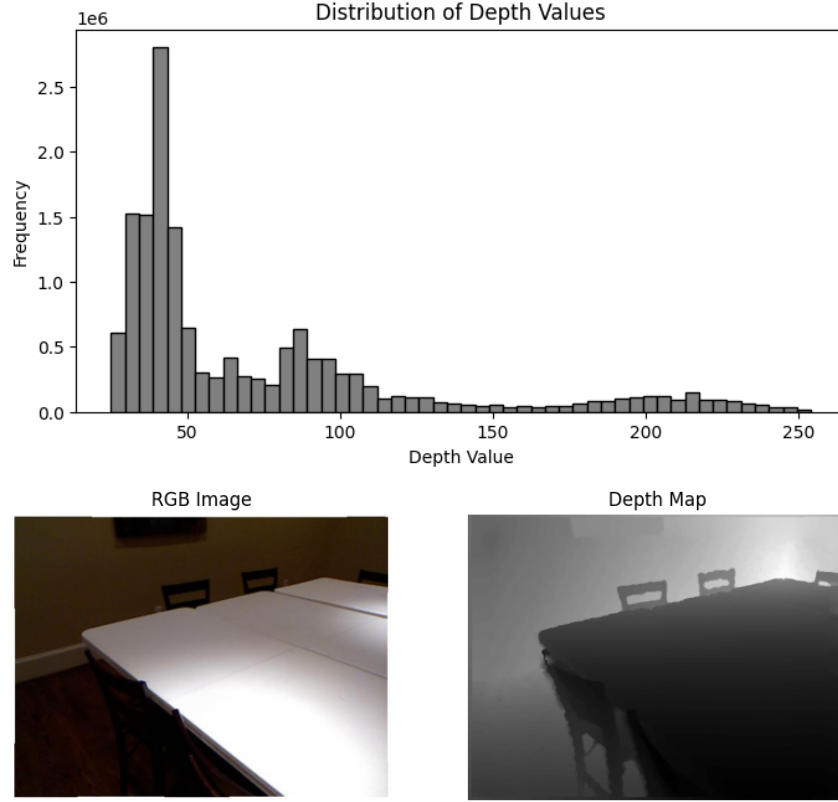 Distribution of Depth Values
1e6
2.5
2.0
1.5
1.0
0.5
0.0
Frequency
50 100 150 200 250
Depth Value
RGB Image
Depth Map